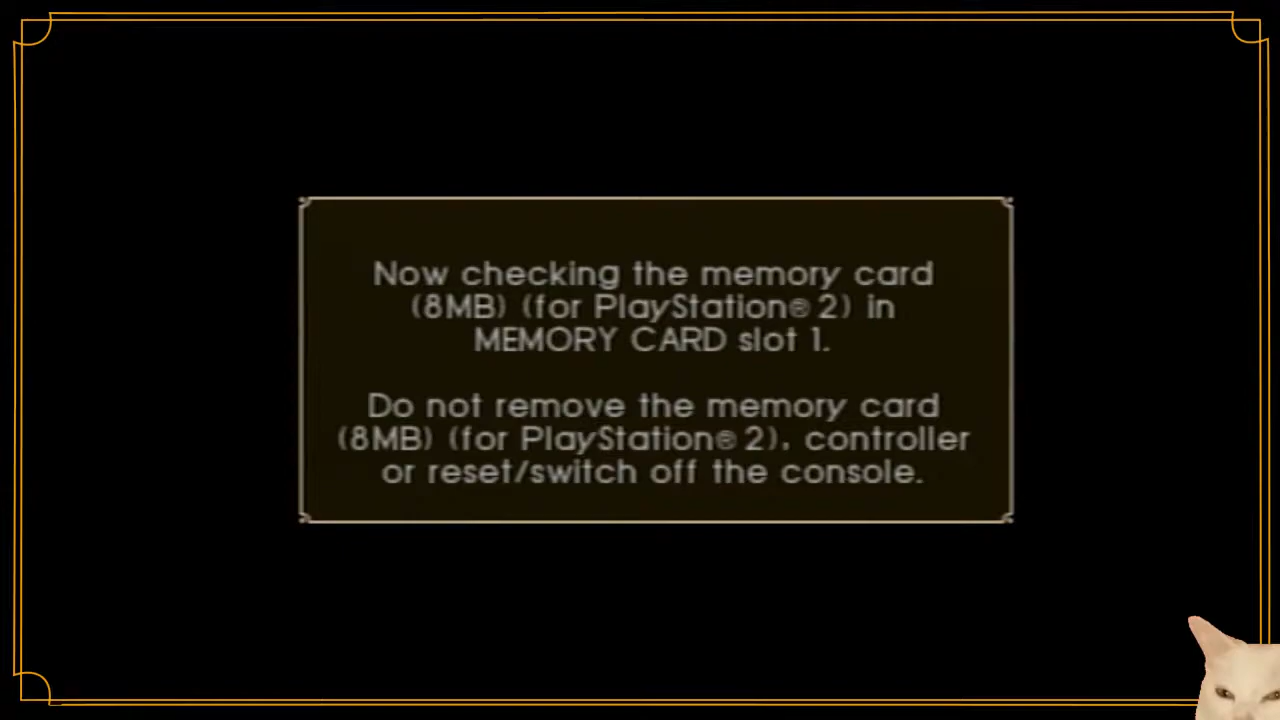 Now checking the memory card
(8MB) (for PlayStation® 2) in
MEMORY CARD slot 1.
Do not remove the memory card
(8MB) (for PlayStation® 2), controller
or reset/switch off the console.